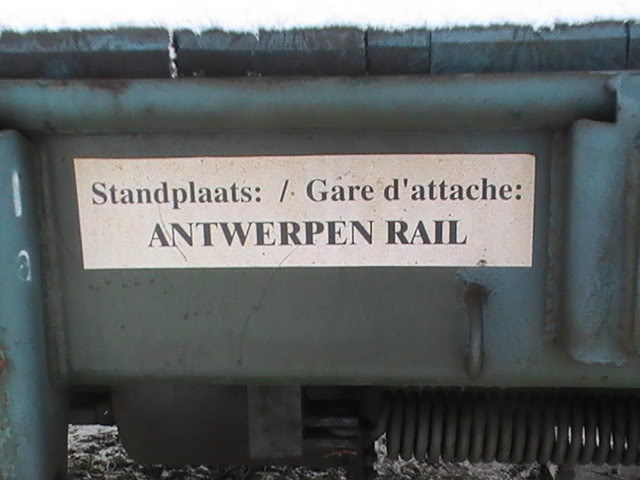 Standplaats: / Gare d'attache:
ANTWERPEN RAIL